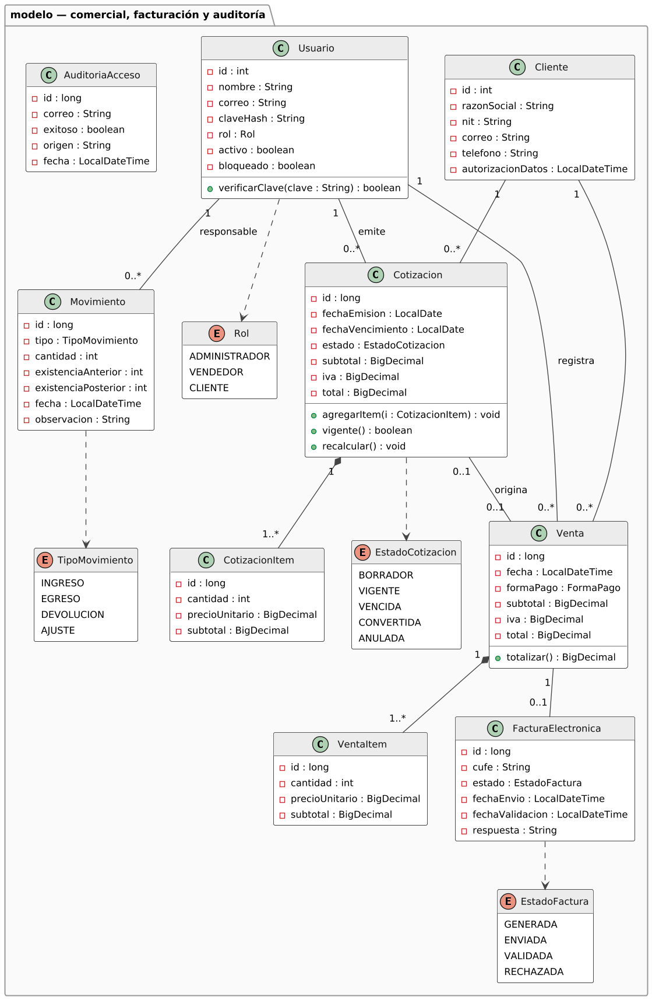 modelo — comercial, facturación y auditoría
C AuditoriaAcceso
id : long
correo : String
exitoso : boolean
origen : String
fecha : LocalDateTime
C Usuario
id : int
nombre : String
correo : String
claveHash : String
rol : Rol
activo : boolean
bloqueado : boolean
verificarClave(clave : String) : boolean
C Cliente
id : int
razonSocial : String
nit : String
correo : String
telefono : String
autorizacionDatos : LocalDateTime
1
responsable
0..*
1
emite
0..*
1
registra
0..*
1
0..*
1
0..*
C Movimiento
id : long
tipo : TipoMovimiento
cantidad : int
existenciaAnterior : int
existenciaPosterior : int
fecha : LocalDateTime
observacion : String
E Rol
ADMINISTRADOR
VENDEDOR
CLIENTE
C Cotizacion
id : long
fechaEmision : LocalDate
fechaVencimiento : LocalDate
estado : EstadoCotizacion
subtotal : BigDecimal
iva : BigDecimal
total : BigDecimal
agregarItem(i : CotizacionItem) : void
vigente() : boolean
recalcular() : void
1
1..*
0..1
origina
0..1
E TipoMovimiento
INGRESO
EGRESO
DEVOLUCION
AJUSTE
C CotizacionItem
id : long
cantidad : int
precioUnitario : BigDecimal
subtotal : BigDecimal
E EstadoCotizacion
BORRADOR
VIGENTE
VENCIDA
CONVERTIDA
ANULADA
C Venta
id : long
fecha : LocalDateTime
formaPago : FormaPago
subtotal : BigDecimal
iva : BigDecimal
total : BigDecimal
totalizar() : BigDecimal
1
1..*
1
0..1
C VentaItem
id : long
cantidad : int
precioUnitario : BigDecimal
subtotal : BigDecimal
C FacturaElectronica
id : long
cufe : String
estado : EstadoFactura
fechaEnvio : LocalDateTime
fechaValidacion : LocalDateTime
respuesta : String
E EstadoFactura
GENERADA
ENVIADA
VALIDADA
RECHAZADA